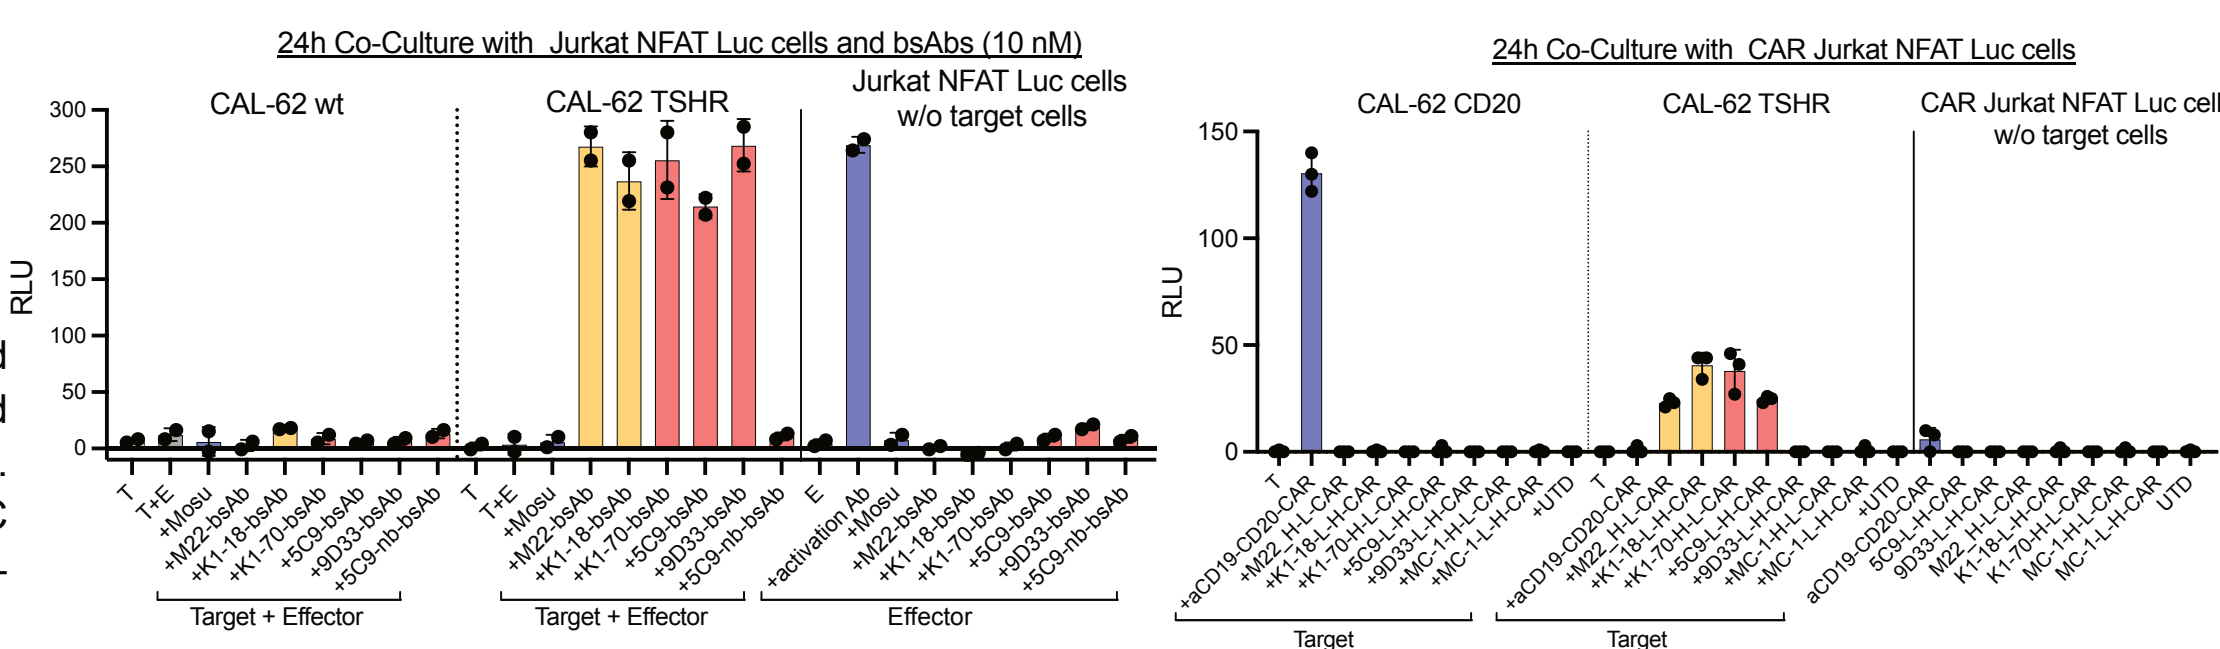 24h Co-Culture with Jurkat NFAT Luc cells and bsAbs (10 nM)
CAL-62 wt
CAL-62 TSHR
Jurkat NFAT Luc cells
w/o target cells
RLU
300
250
200
150
100
50
0
T
T+E
+Mosu
+M22-bsAb
+K1-18-bsAb
+K1-70-bsAb
+5C9-bsAb
+9D33-bsAb
+5C9-nb-bsAb
T
T+E
+Mosu
+M22-bsAb
+K1-18-bsAb
+K1-70-bsAb
+5C9-bsAb
+9D33-bsAb
+5C9-nb-bsAb
E
+activation Ab
+Mosu
+M22-bsAb
+K1-18-bsAb
+K1-70-bsAb
+5C9-bsAb
+9D33-bsAb
+5C9-nb-bsAb
Target + Effector
Target + Effector
Effector
24h Co-Culture with CAR Jurkat NFAT Luc cells
CAL-62 CD20
CAL-62 TSHR
CAR Jurkat NFAT Luc cell
w/o target cells
RLU
150
100
50
0
T
+aCD19-CD20-CAR
+M22_H-L-CAR
+K1-18-L-H-CAR
+K1-70-H-L-CAR
+5C9-L-H-CAR
+9D33-L-H-CAR
+MC-1-H-L-CAR
+MC-1-L-H-CAR
+UTD
T
+aCD19-CD20-CAR
+M22_H-L-CAR
+K1-18-L-H-CAR
+K1-70-H-L-CAR
+5C9-L-H-CAR
+9D33-L-H-CAR
+MC-1-H-L-CAR
+MC-1-L-H-CAR
+UTD
aCD19-CD20-CAR
5C9-L-H-CAR
9D33-L-H-CAR
M22_H-L-CAR
K1-18-L-H-CAR
K1-70-H-L-CAR
MC-1-H-L-CAR
MC-1-L-H-CAR
UTD
Target
Target